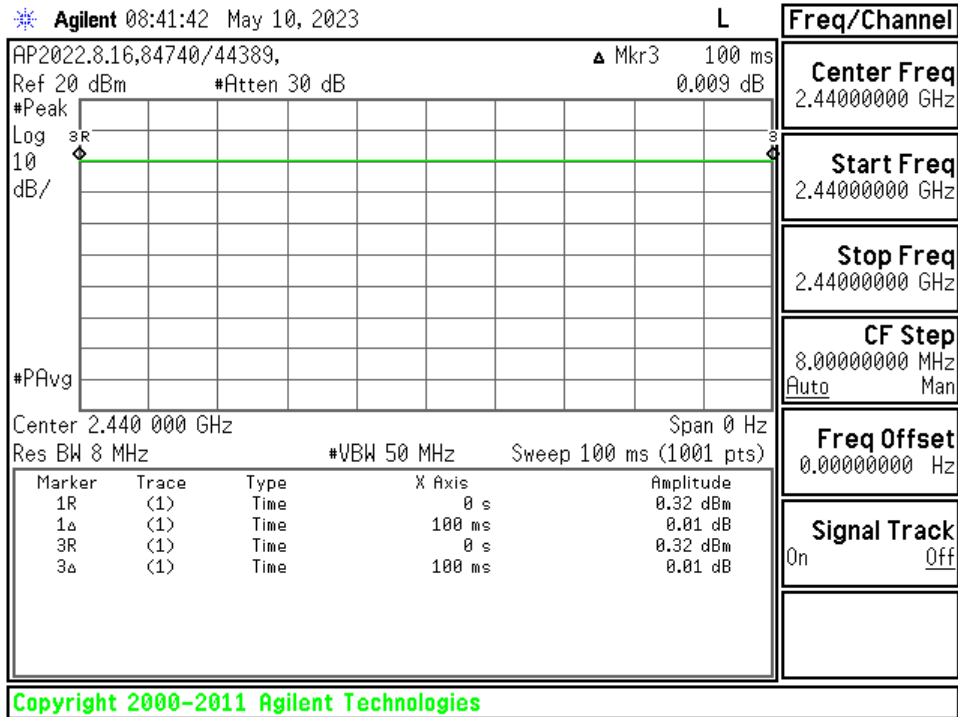 Agilent 08:41:42 May 10, 2023 L
AP2022.8.16,84740/44389,
Ref 20 dBm #Atten 30 dB
Δ Mkr3 100 ms
0.009 dB
#Peak
Log
10
dB/
3R
3
#PAvg
Center 2.440 000 GHz Span 0 Hz
Res BW 8 MHz #VBW 50 MHz Sweep 100 ms (1001 pts)
Marker Trace Type X Axis Amplitude
1R (1) Time 0 s 0.32 dBm
1Δ (1) Time 100 ms 0.01 dB
3R (1) Time 0 s 0.32 dBm
3Δ (1) Time 100 ms 0.01 dB
Freq/Channel
Center Freq
2.44000000 GHz
Start Freq
2.44000000 GHz
Stop Freq
2.44000000 GHz
CF Step
8.00000000 MHz
Auto Man
Freq Offset
0.00000000 Hz
Signal Track
On Off
Copyright 2000-2011 Agilent Technologies